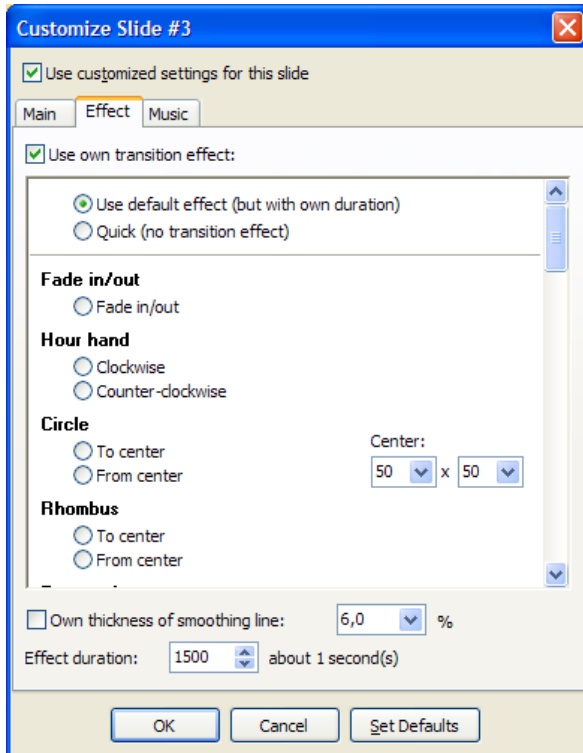 Customize Slide #3
Use customized settings for this slide
Main Effect Music
Use own transition effect:
Use default effect (but with own duration)
Quick (no transition effect)
Fade in/out
Fade in/out
Hour hand
Clockwise
Counter-clockwise
Circle
To center
From center
Center:
50 x 50
Rhombus
To center
From center
Own thickness of smoothing line: 6,0 %
Effect duration: 1500 about 1 second(s)
OK Cancel Set Defaults